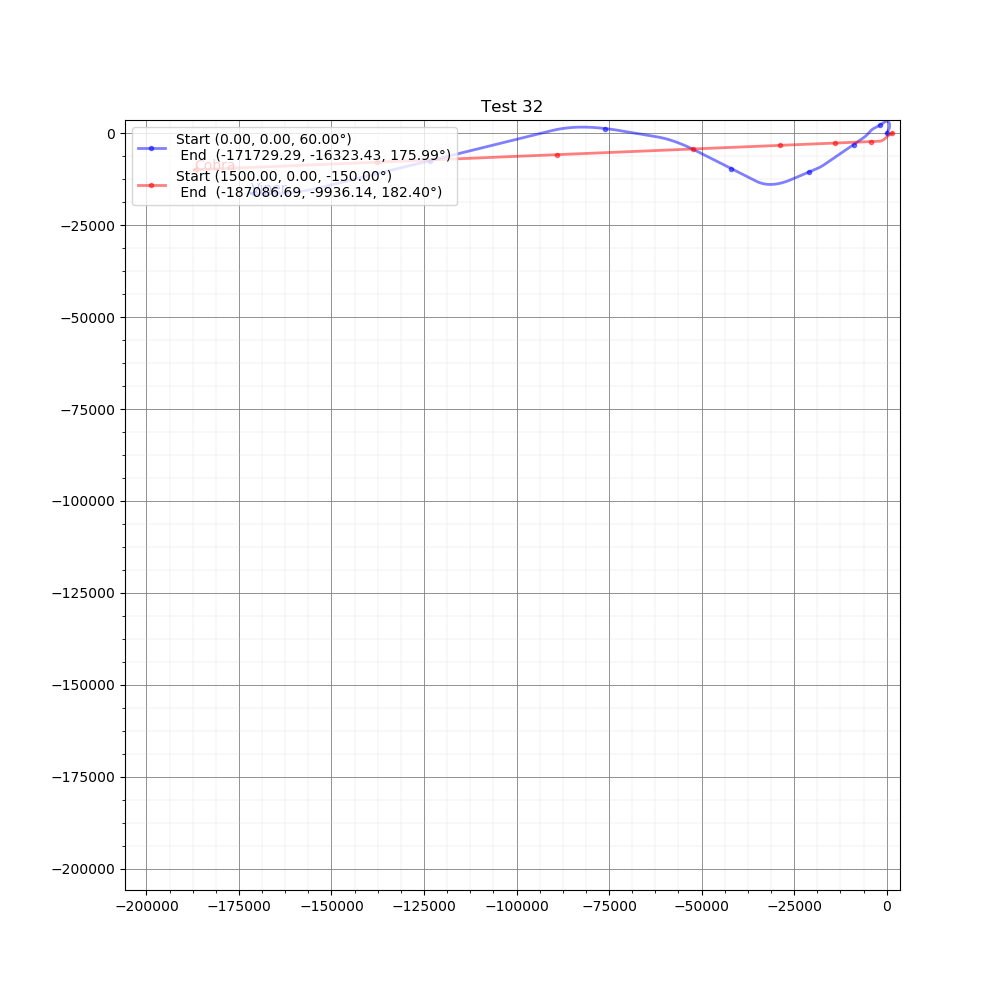 Test 32
Start (0.00, 0.00, 60.00°)
End (-171729.29, -16323.43, 175.99°)
Start (1500.00, 0.00, -150.00°)
End (-187086.69, -9936.14, 182.40°)
Cobra
0
−25000
−50000
−75000
−100000
−125000
−150000
−175000
−200000
−200000 −175000 −150000 −125000 −100000 −75000 −50000 −25000 0